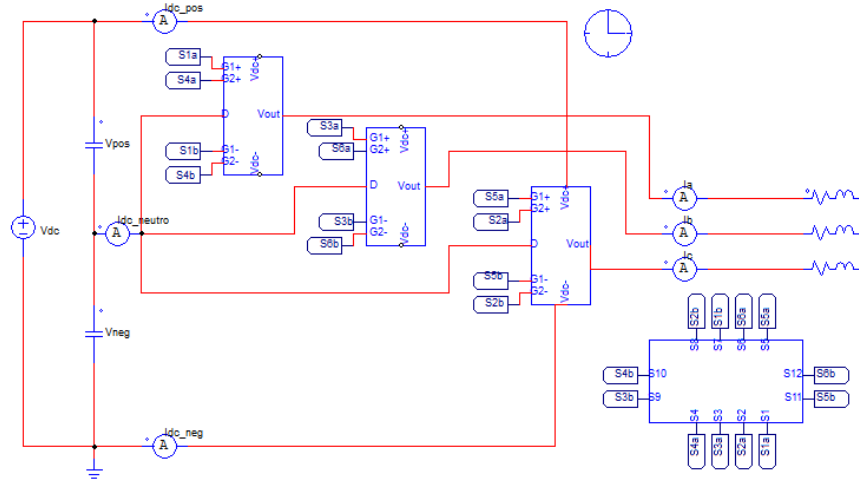 Idc_pos
A
S1a
S4a
G1+
G2+
Vdc+
D
Vout
S1b
S4b
G1-
G2-
Vdc-
S3a
S6a
G1+
G2+
Vdc+
D
Vout
S3b
S6b
G1-
G2-
Vdc-
S5a
S2a
G1+
G2+
Vdc+
D
Vout
S5b
S2b
G1-
G2-
Vdc-
Vpos
Vdc
Idc_neutro
A
Vneg
Idc_neg
A
Ia
A
Ib
A
Ic
A
S2b
S1b
S6a
S5a
S8
S7
S6
S5
S4b
S10
S12
S6b
S3b
S9
S11
S5b
S4
S3
S2
S1
S4a
S3a
S2a
S1a